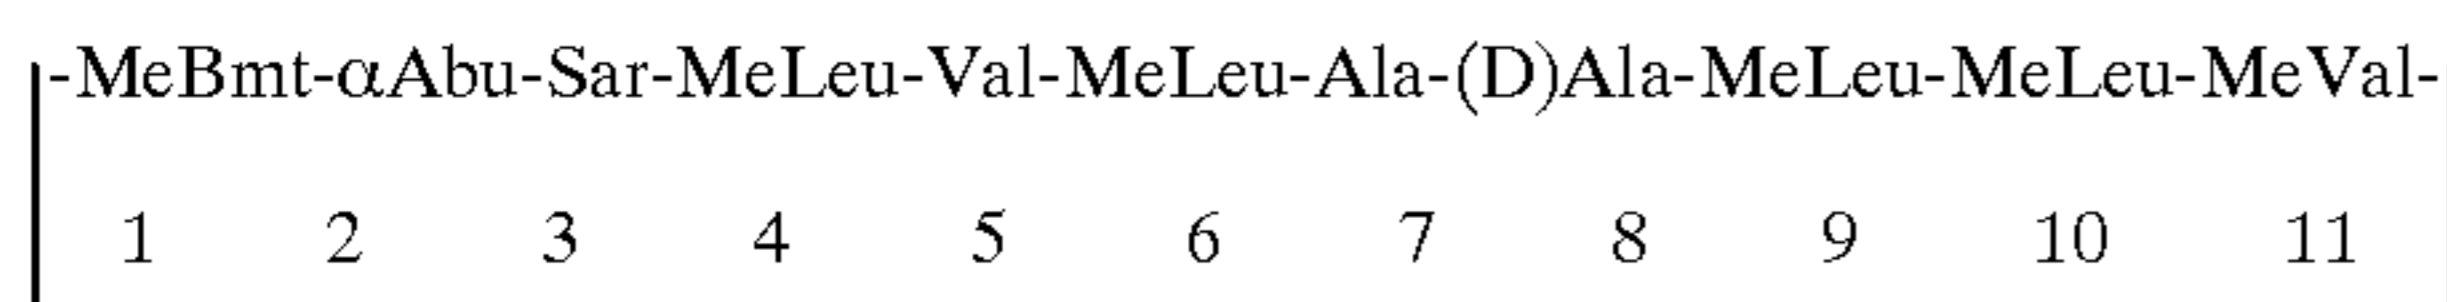 -MeBmt-αAbu-Sar-MeLeu-Val-MeLeu-Ala-(D)Ala-MeLeu-MeLeu-MeVal-
1 2 3 4 5 6 7 8 9 10 11